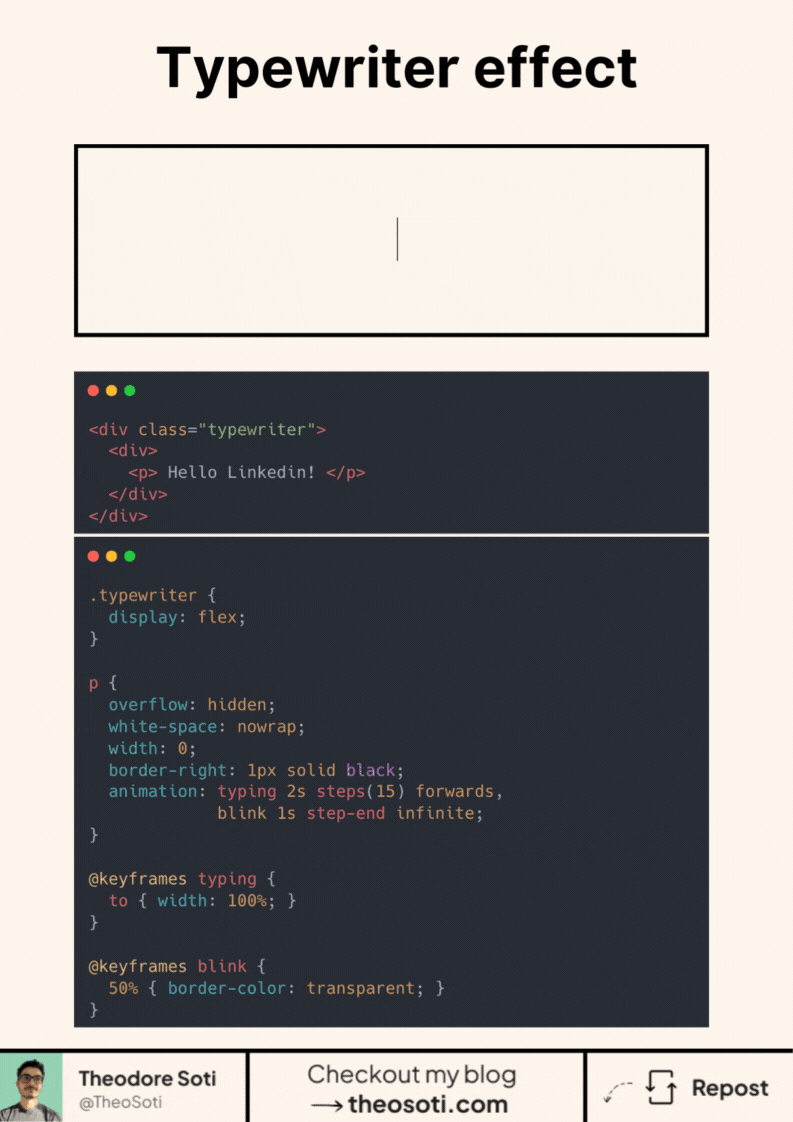 Typewriter effect
<div class="typewriter">
  <div>
    <p> Hello Linkedin! </p>
  </div>
</div>
.typewriter {
  display: flex;
}
p {
  overflow: hidden;
  white-space: nowrap;
  width: 0;
  border-right: 1px solid black;
  animation: typing 2s steps(15) forwards,
             blink 1s step-end infinite;
}
@keyframes typing {
  to { width: 100%; }
}
@keyframes blink {
  50% { border-color: transparent; }
}
Theodore Soti
@TheoSoti
Checkout my blog
→ theosoti.com
Repost